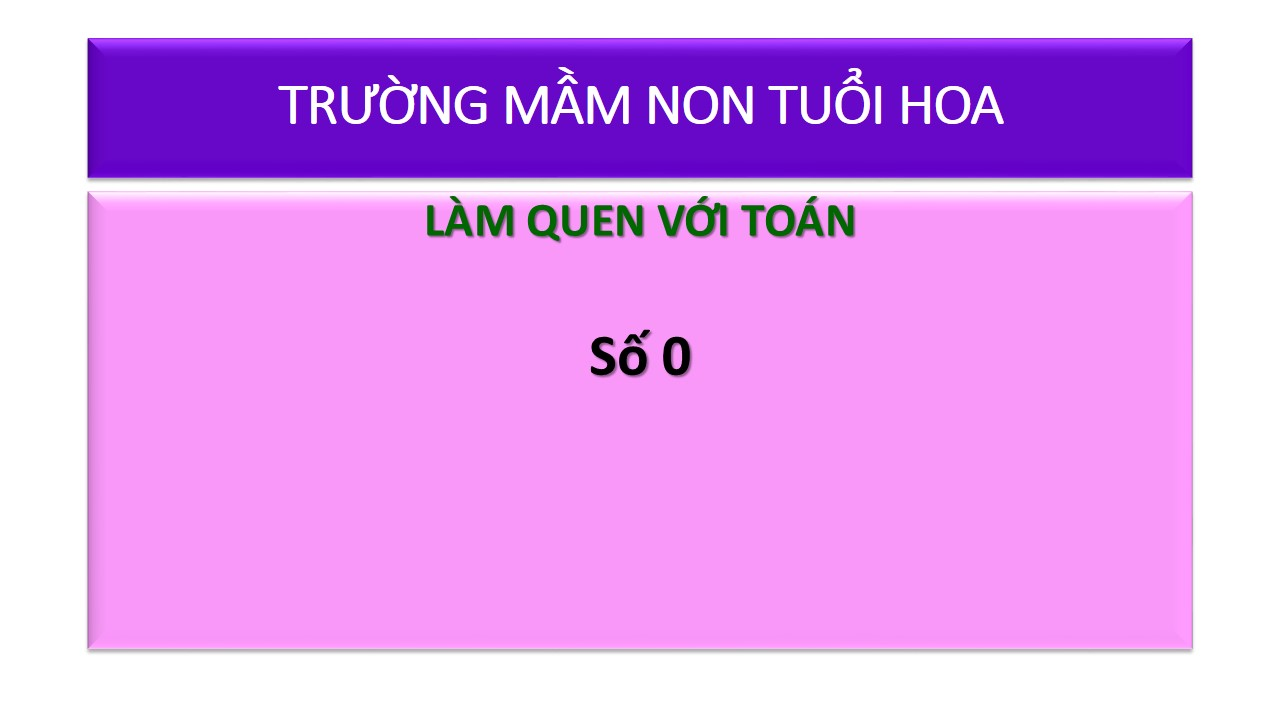 TRƯỜNG MẦM NON TUỔI HOA
LÀM QUEN VỚI TOÁN
Số 0